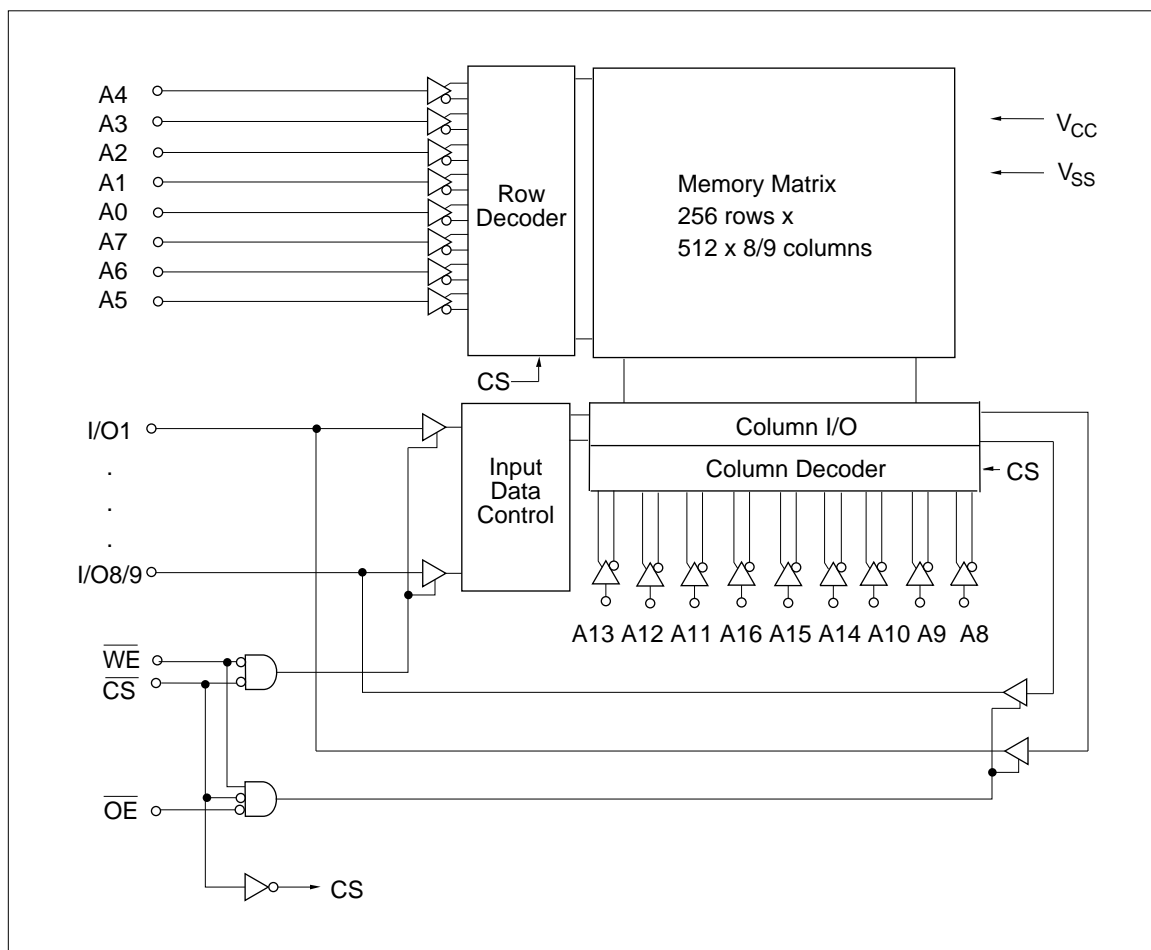 A4
A3
A2
A1
A0
A7
A6
A5
Row
Decoder
Memory Matrix
256 rows x
512 x 8/9 columns
VCC
VSS
CS
I/O1
.
.
.
I/O8/9
Input
Data
Control
Column I/O
Column Decoder
CS
A13 A12 A11 A16 A15 A14 A10 A9 A8
WE
CS
OE
CS